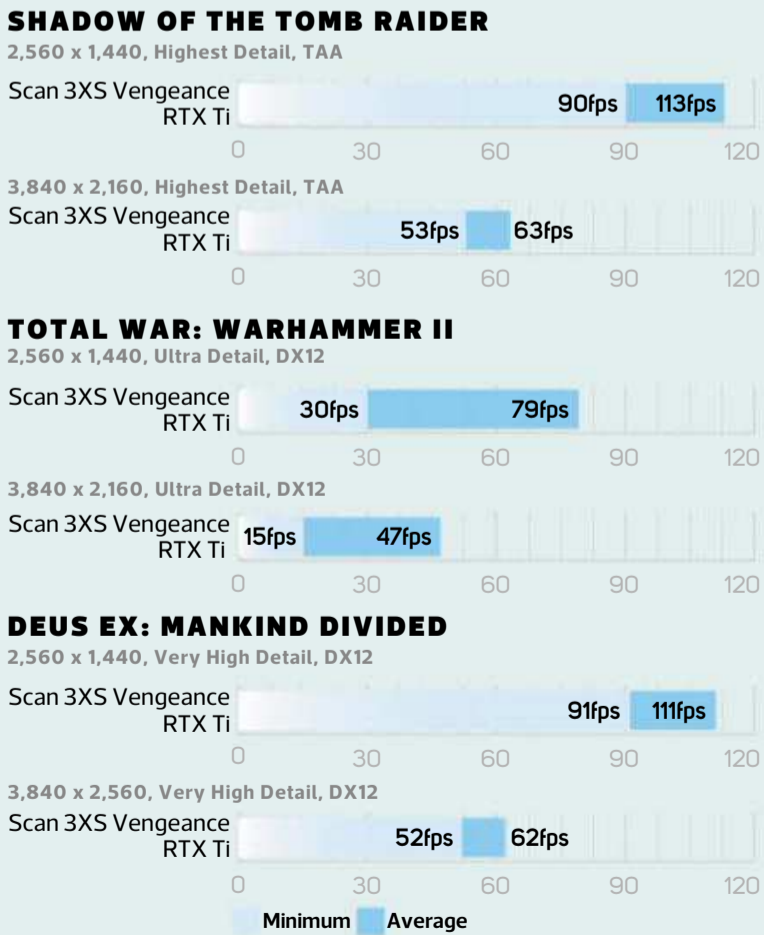 SHADOW OF THE TOMB RAIDER
2,560 x 1,440, Highest Detail, TAA
Scan 3XS Vengeance
RTX Ti
90fps 113fps
0 30 60 90 120
3,840 x 2,160, Highest Detail, TAA
Scan 3XS Vengeance
RTX Ti
53fps 63fps
0 30 60 90 120
TOTAL WAR: WARHAMMER II
2,560 x 1,440, Ultra Detail, DX12
Scan 3XS Vengeance
RTX Ti
30fps 79fps
0 30 60 90 120
3,840 x 2,160, Ultra Detail, DX12
Scan 3XS Vengeance
RTX Ti
15fps 47fps
0 30 60 90 120
DEUS EX: MANKIND DIVIDED
2,560 x 1,440, Very High Detail, DX12
Scan 3XS Vengeance
RTX Ti
91fps 111fps
0 30 60 90 120
3,840 x 2,560, Very High Detail, DX12
Scan 3XS Vengeance
RTX Ti
52fps 62fps
0 30 60 90 120
Minimum Average